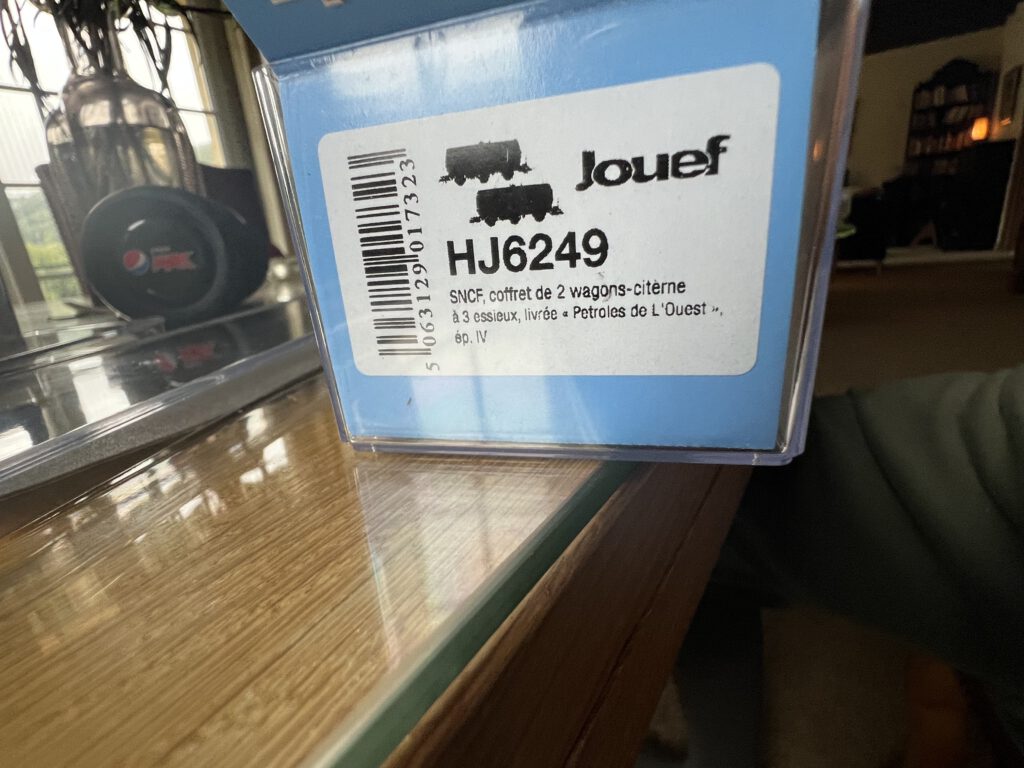 Jouef
HJ6249
SNCF, coffret de 2 wagons-citerne
à 3 essieux, livrée « Petroles de L'Ouest »,
ép. IV
5 063129 017323